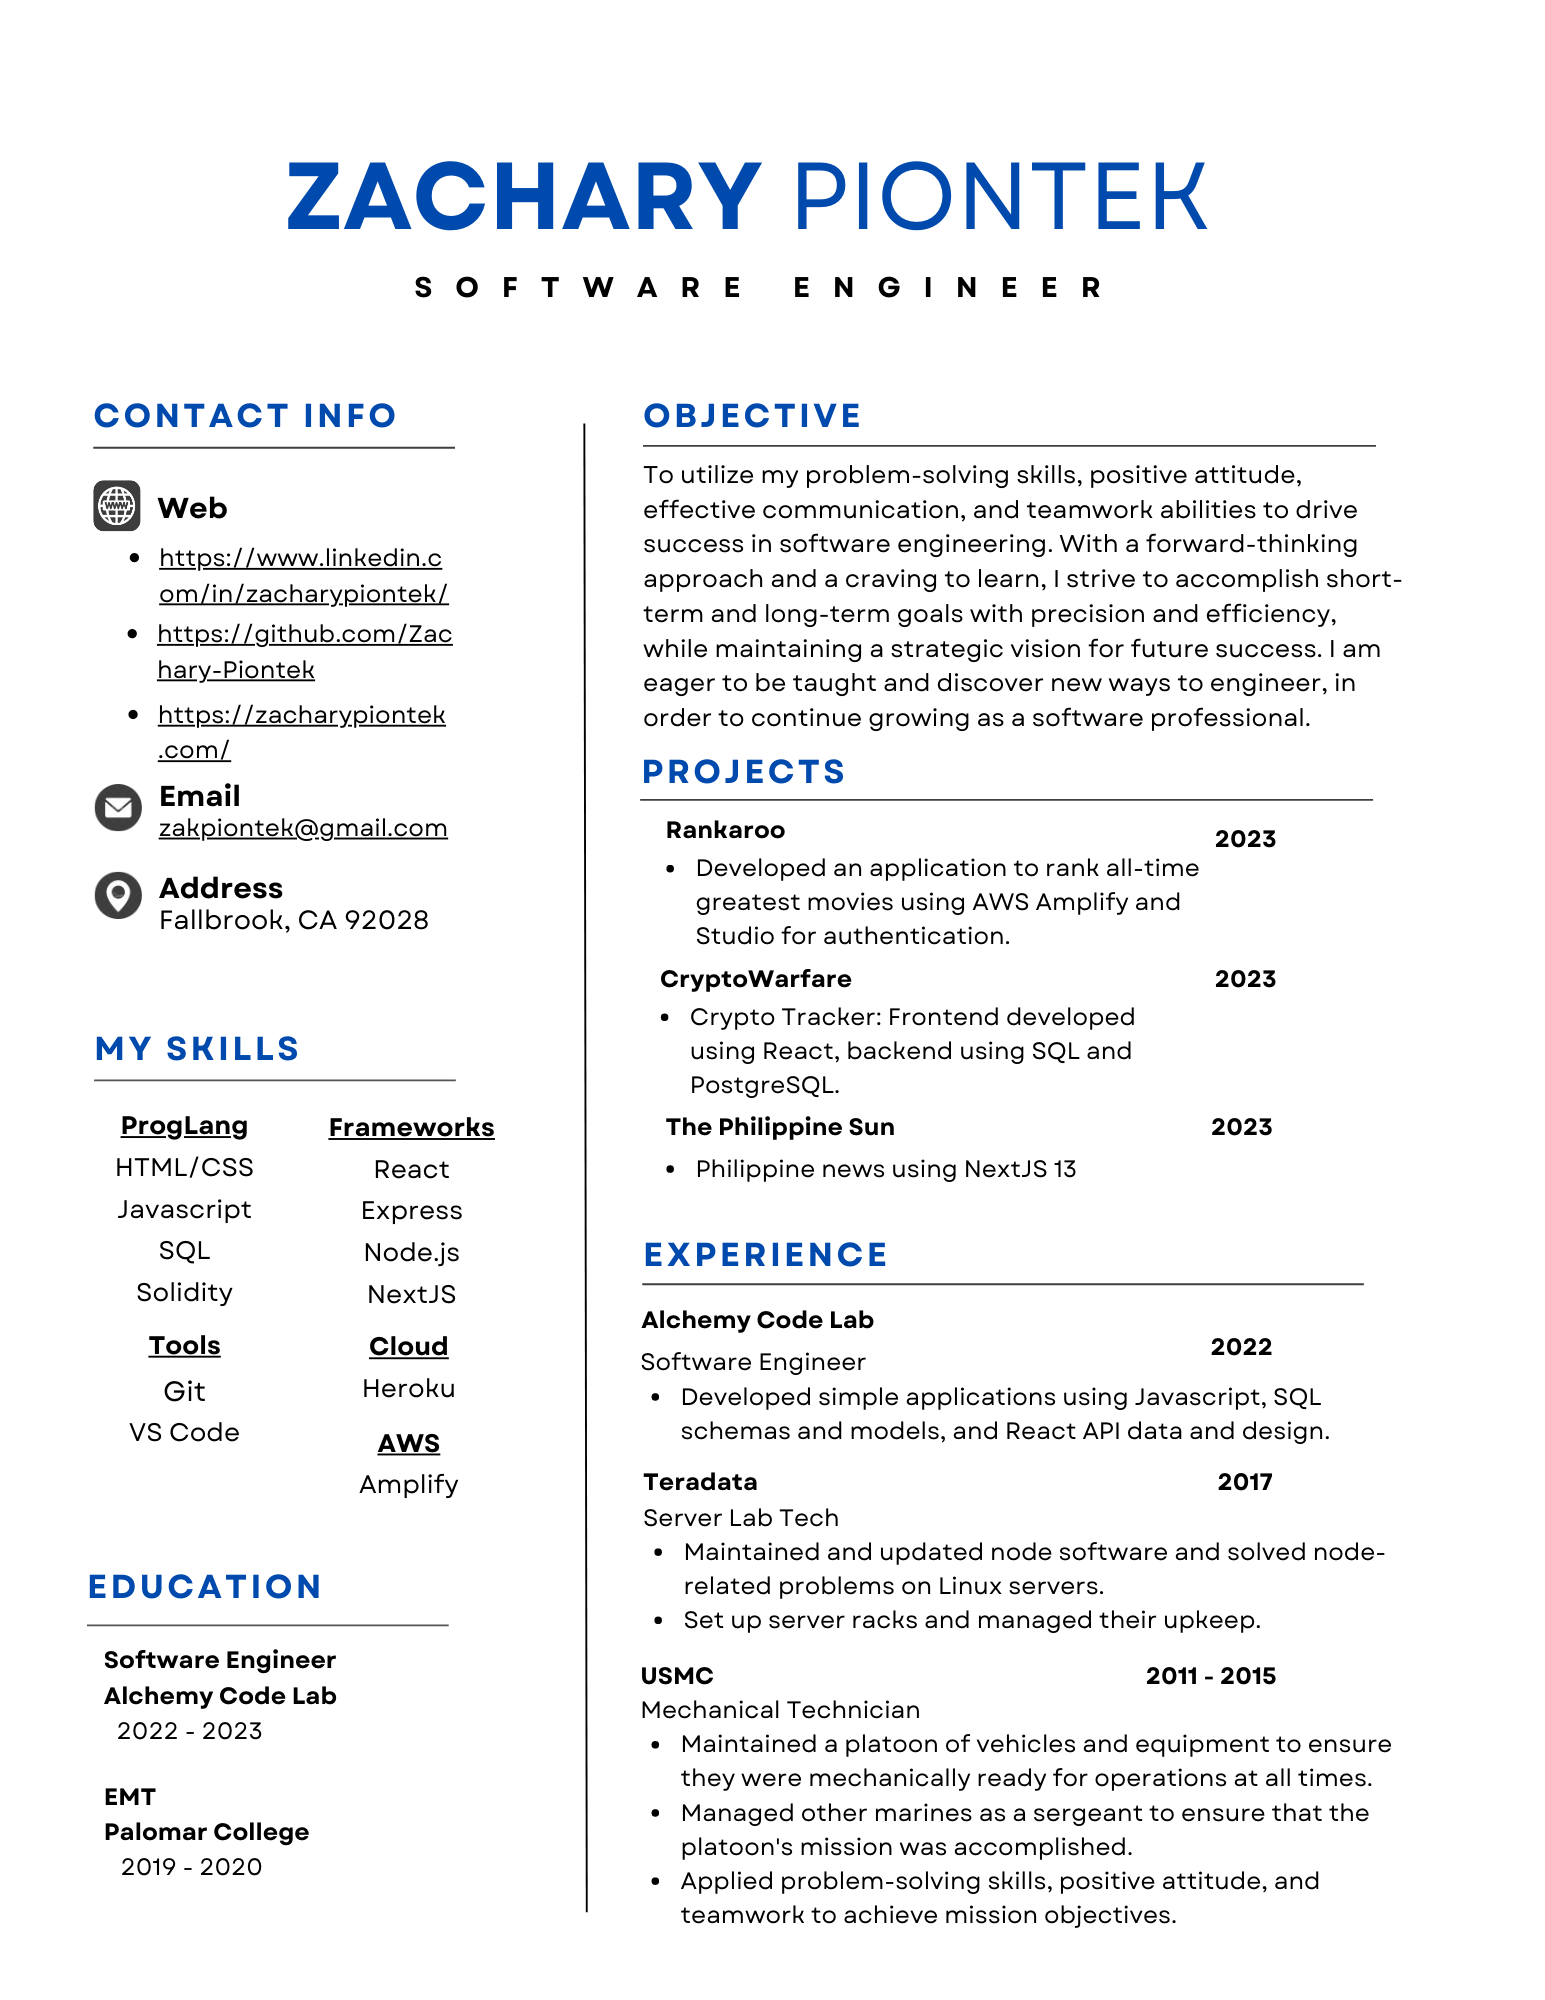 ZACHARY PIONTEK
SOFTWARE ENGINEER
CONTACT INFO
Web
https://www.linkedin.c
om/in/zacharypiontek/
https://github.com/Zac
hary-Piontek
https://zacharypiontek
.com/
Email
zakpiontek@gmail.com
Address
Fallbrook, CA 92028
MY SKILLS
ProgLang
HTML/CSS
Javascript
SQL
Solidity
Tools
Git
VS Code
Frameworks
React
Express
Node.js
NextJS
Cloud
Heroku
AWS
Amplify
EDUCATION
Software Engineer
Alchemy Code Lab
2022 - 2023
EMT
Palomar College
2019 - 2020
OBJECTIVE
To utilize my problem-solving skills, positive attitude,
effective communication, and teamwork abilities to drive
success in software engineering. With a forward-thinking
approach and a craving to learn, I strive to accomplish short-
term and long-term goals with precision and efficiency,
while maintaining a strategic vision for future success. I am
eager to be taught and discover new ways to engineer, in
order to continue growing as a software professional.
PROJECTS
Rankaroo 2023
• Developed an application to rank all-time
greatest movies using AWS Amplify and
Studio for authentication.
CryptoWarfare 2023
• Crypto Tracker: Frontend developed
using React, backend using SQL and
PostgreSQL.
The Philippine Sun 2023
• Philippine news using NextJS 13
EXPERIENCE
Alchemy Code Lab
2022
Software Engineer
• Developed simple applications using Javascript, SQL
schemas and models, and React API data and design.
Teradata 2017
Server Lab Tech
• Maintained and updated node software and solved node-
related problems on Linux servers.
• Set up server racks and managed their upkeep.
USMC 2011 - 2015
Mechanical Technician
• Maintained a platoon of vehicles and equipment to ensure
they were mechanically ready for operations at all times.
• Managed other marines as a sergeant to ensure that the
platoon's mission was accomplished.
• Applied problem-solving skills, positive attitude, and
teamwork to achieve mission objectives.